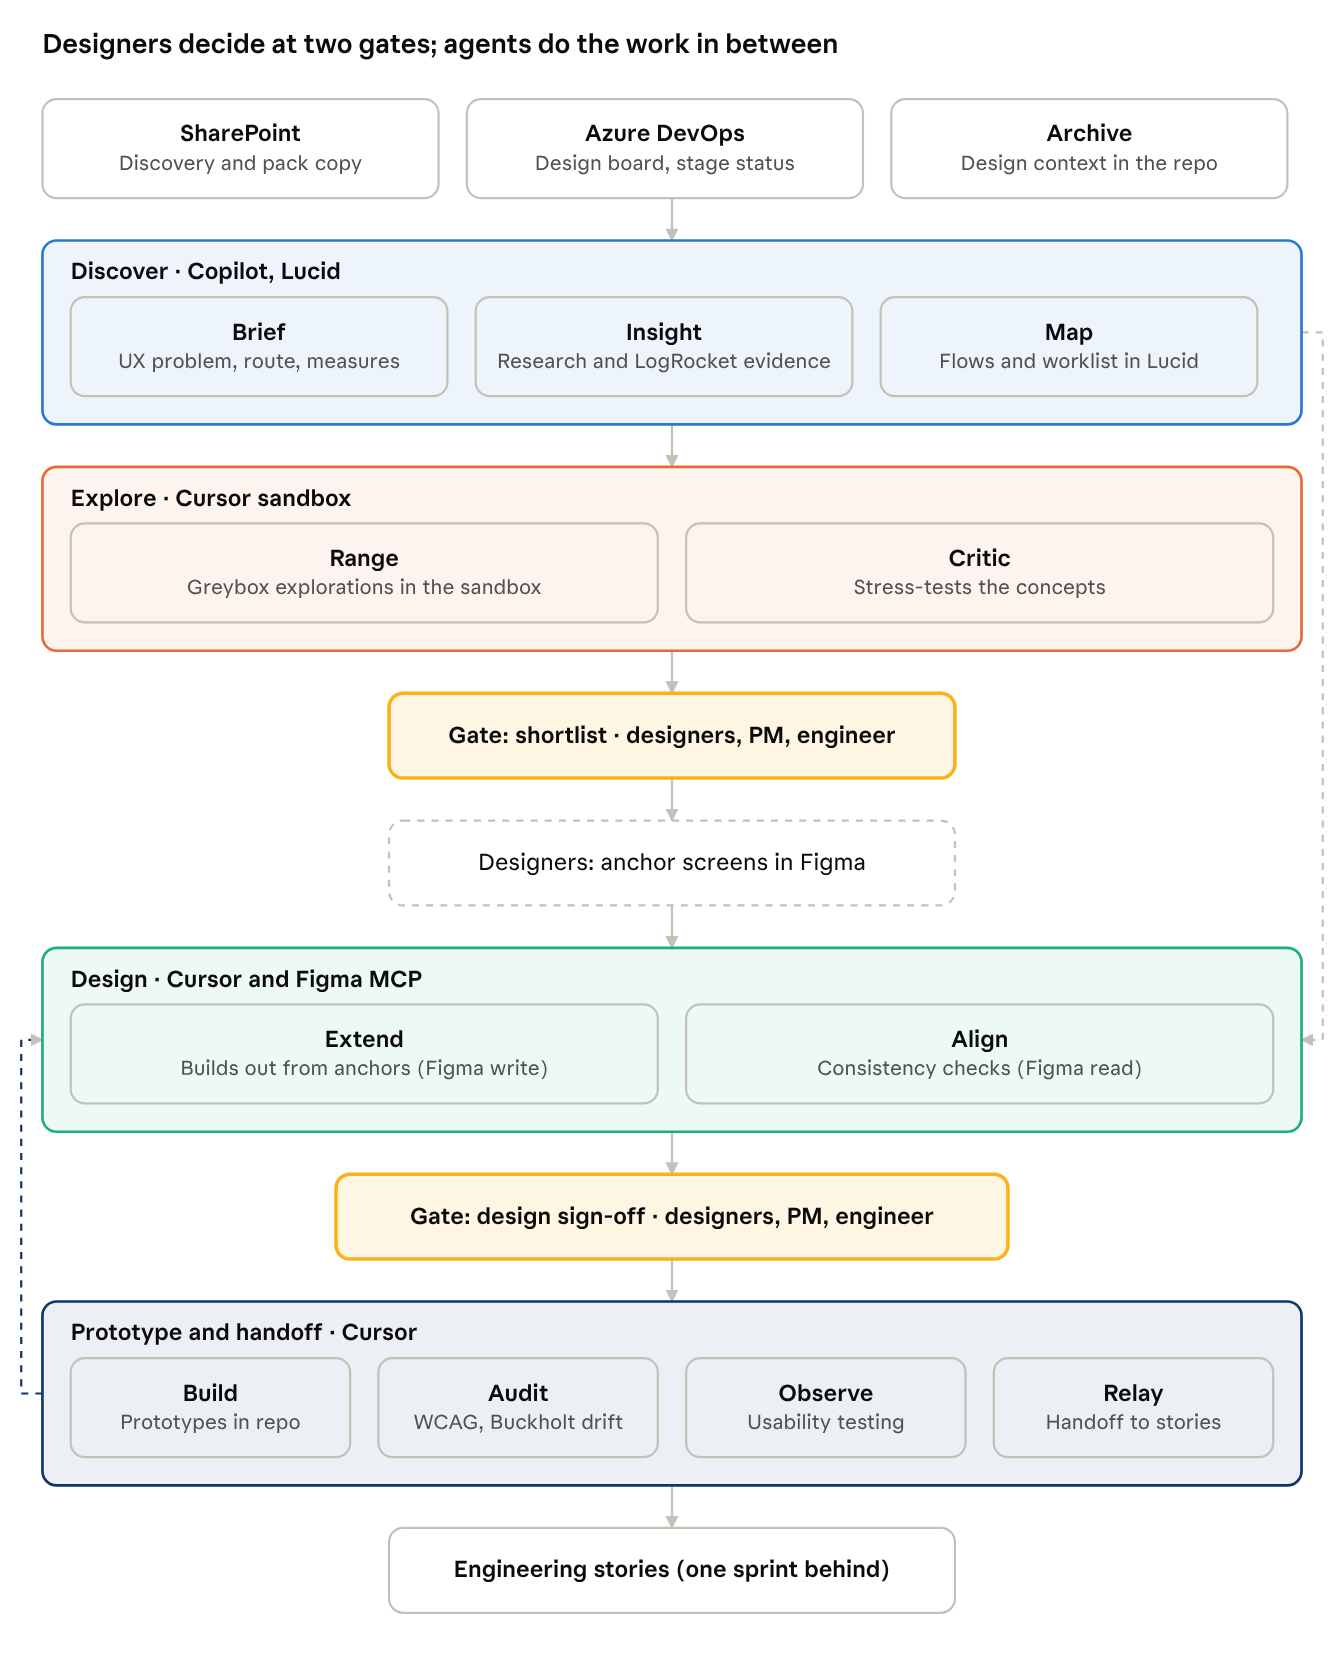 Designers decide at two gates; agents do the work in between
SharePoint
Discovery and pack copy
Azure DevOps
Design board, stage status
Archive
Design context in the repo
Discover · Copilot, Lucid
Brief
UX problem, route, measures
Insight
Research and LogRocket evidence
Map
Flows and worklist in Lucid
Explore · Cursor sandbox
Range
Greybox explorations in the sandbox
Critic
Stress-tests the concepts
Gate: shortlist · designers, PM, engineer
Designers: anchor screens in Figma
Design · Cursor and Figma MCP
Extend
Builds out from anchors (Figma write)
Align
Consistency checks (Figma read)
Gate: design sign-off · designers, PM, engineer
Prototype and handoff · Cursor
Build
Prototypes in repo
Audit
WCAG, Buckholt drift
Observe
Usability testing
Relay
Handoff to stories
Engineering stories (one sprint behind)